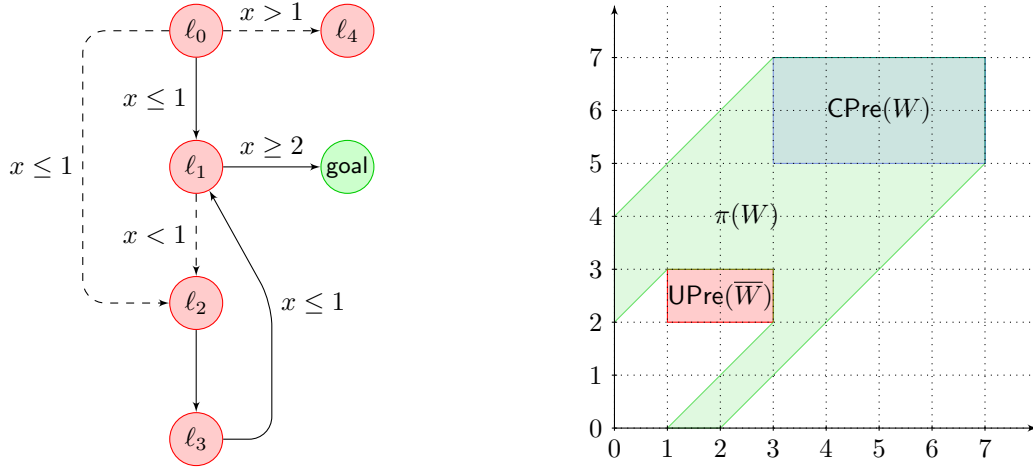 ℓ₀
x > 1
ℓ₄
x ≤ 1
x ≤ 1
ℓ₁
x ≥ 2
goal
x < 1
ℓ₂
x ≤ 1
ℓ₃
7
6
5
4
3
2
1
0
CPre(W)
π(W)
UPre(W̅)
0 1 2 3 4 5 6 7